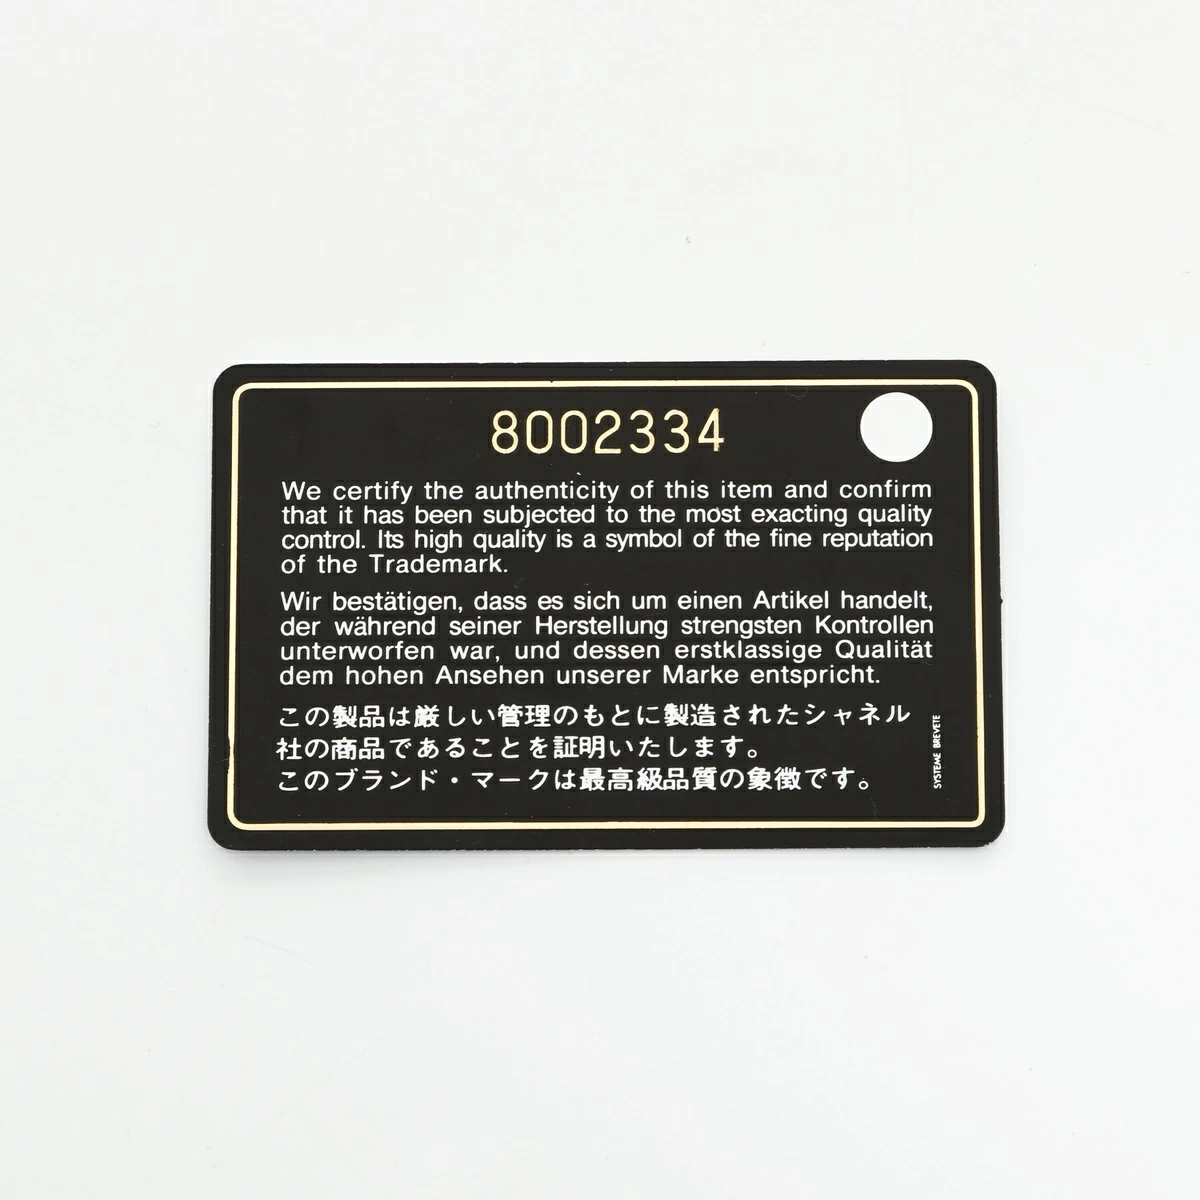 8002334
We certify the authenticity of this item and confirm
that it has been subjected to the most exacting quality
control. Its high quality is a symbol of the fine reputation
of the Trademark.
Wir bestätigen, dass es sich um einen Artikel handelt,
der während seiner Herstellung strengsten Kontrollen
unterworfen war, und dessen erstklassige Qualität
dem hohen Ansehen unserer Marke entspricht.
この製品は厳しい管理のもとに製造されたシャネル
社の商品であることを証明いたします。
このブランド・マークは最高級品質の象徴です。
SYSTEME BREVETE